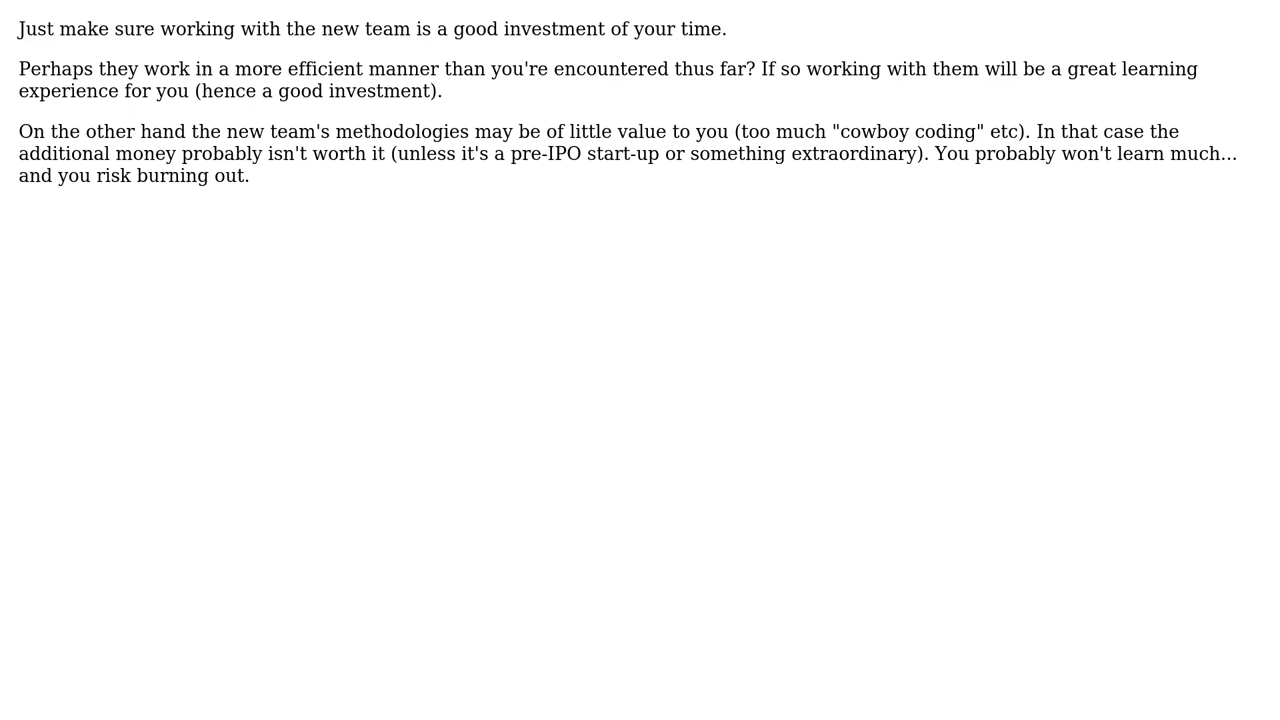 Just make sure working with the new team is a good investment of your time.
Perhaps they work in a more efficient manner than you're encountered thus far? If so working with them will be a great learning
experience for you (hence a good investment).
On the other hand the new team's methodologies may be of little value to you (too much "cowboy coding" etc). In that case the
additional money probably isn't worth it (unless it's a pre-IPO start-up or something extraordinary). You probably won't learn much...
and you risk burning out.